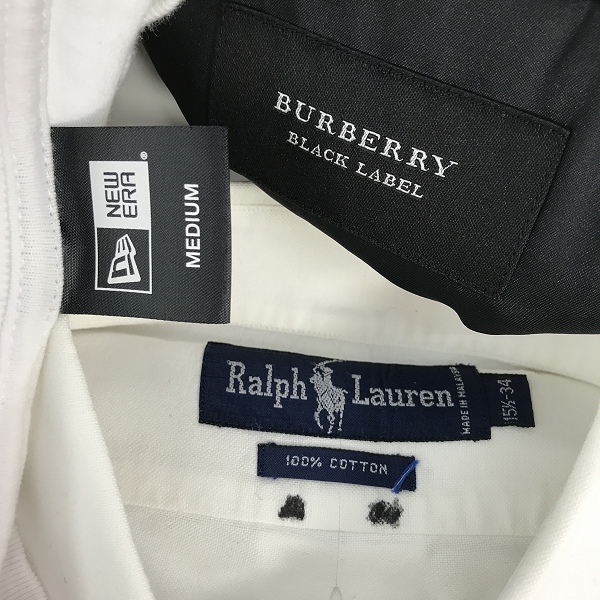 BURBERRY
BLACK LABEL
NEW
ERA
®
MEDIUM
Ralph Lauren
MADE IN MALAYSIA
15½-34
100% COTTON